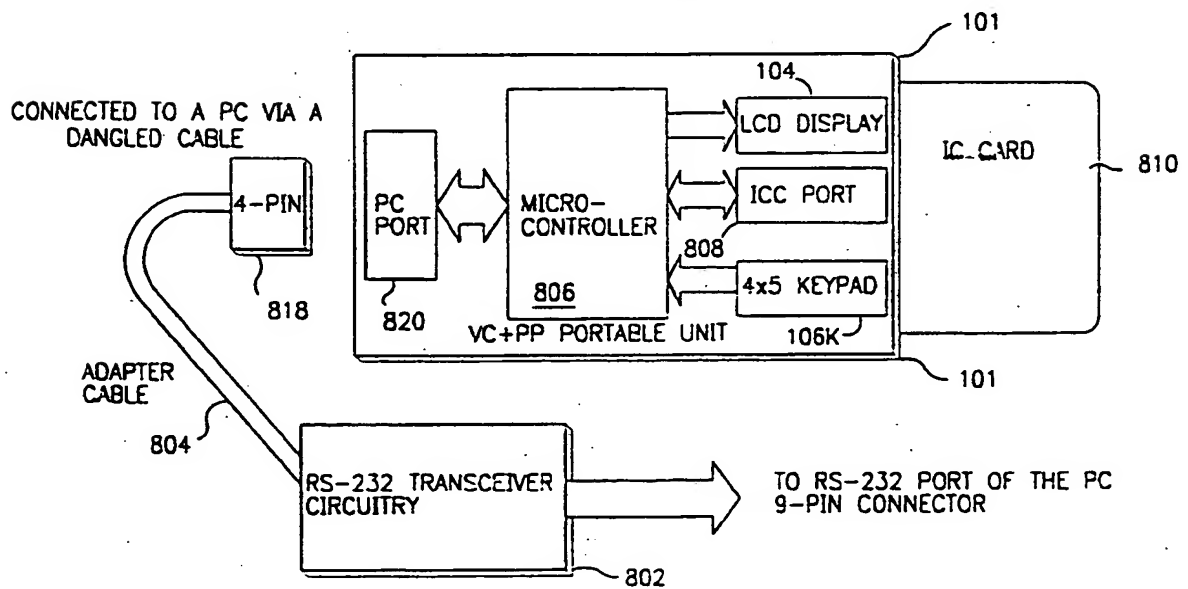 101
CONNECTED TO A PC VIA A
DANGLED CABLE
4-PIN
818
PC
PORT
820
MICRO-
CONTROLLER
806
104
LCD DISPLAY
ICC PORT
808
4x5 KEYPAD
106K
VC+PP PORTABLE UNIT
IC CARD
810
101
ADAPTER
CABLE
804
RS-232 TRANSCEIVER
CIRCUITRY
802
TO RS-232 PORT OF THE PC
9-PIN CONNECTOR